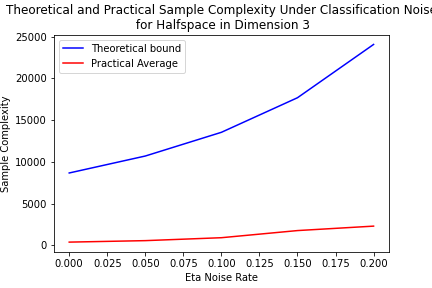 Theoretical and Practical Sample Complexity Under Classification Noise
for Halfspace in Dimension 3
25000
20000
15000
10000
5000
0
Sample Complexity
Theoretical bound
Practical Average
0.000 0.025 0.050 0.075 0.100 0.125 0.150 0.175 0.200
Eta Noise Rate